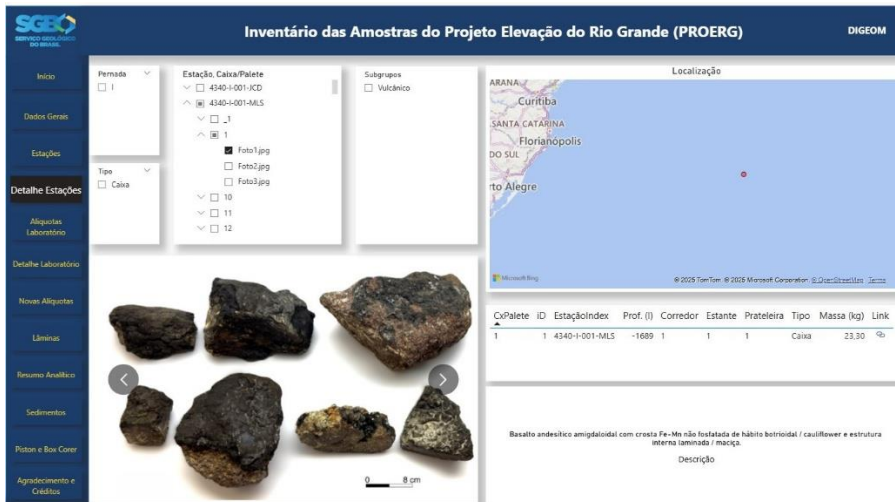 SGB
SERVIÇO GEOLÓGICO
DO BRASIL
Inventário das Amostras do Projeto Elevação do Rio Grande (PROERG)
DIGEOM
Início
Dados Gerais
Estações
Detalhe Estações
Alíquotas
Laboratório
Detalhe Laboratório
Novas Alíquotas
Lâminas
Resumo Analítico
Sedimentos
Piston e Box Corer
Agradecimento e
Créditos
Pernada
I
Tipo
Caixa
Estação, Caixa/Palete
4340-I-001-JCD
4340-I-001-MLS
_1
1
Foto1.jpg
Foto2.jpg
Foto3.jpg
10
11
12
Subgrupos
Vulcânico
Localização
ARANA
Curitiba
SANTA CATARINA
Florianópolis
DO SUL
rto Alegre
Microsoft Bing
© 2025 TomTom, © 2025 Microsoft Corporation, © OpenStreetMap Terms
0 8 cm
CxPalete iD EstaçãoIndex Prof. (l) Corredor Estante Prateleira Tipo Massa (kg) Link
1 1 4340-I-001-MLS -1689 1 1 1 Caixa 23,30
Basalto andesítico amigdaloidal com crosta Fe-Mn não fosfatada de hábito botrioidal / cauliflower e estrutura
interna laminada / maciça.
Descrição